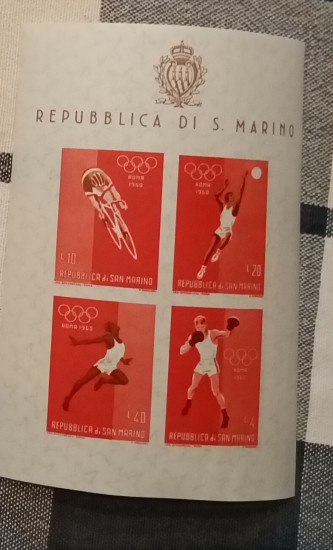 REPUBBLICA DI S. MARINO
ROMA
1960
L.10
REPUBBLICA di SAN MARINO
ROMA
1960
L.20
REPUBBLICA di SAN MARINO
ROMA 1960
L.40
REPUBBLICA di SAN MARINO
ROMA
1960
L.4
REPUBBLICA di SAN MARINO